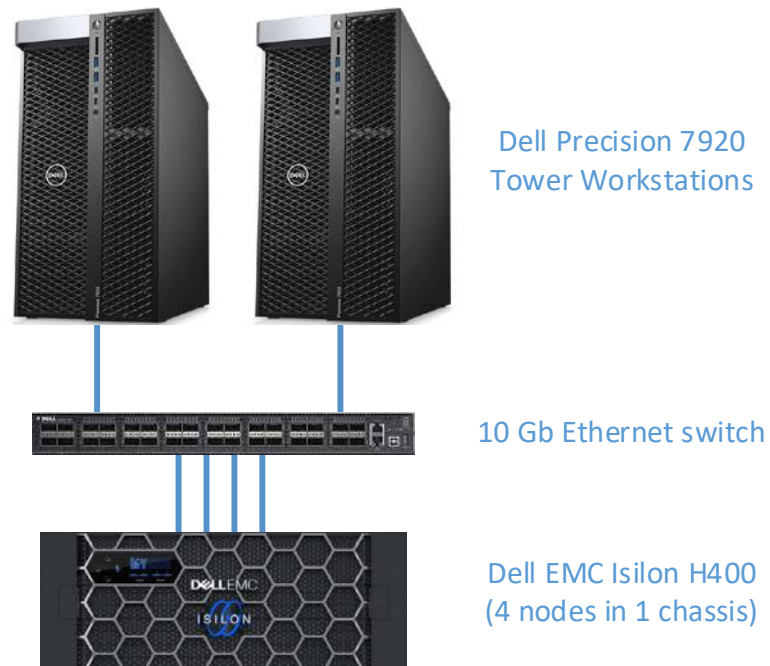 Dell Precision 7920
Tower Workstations
10 Gb Ethernet switch
DELL
DELLEMC
ISILON
Dell EMC Isilon H400
(4 nodes in 1 chassis)